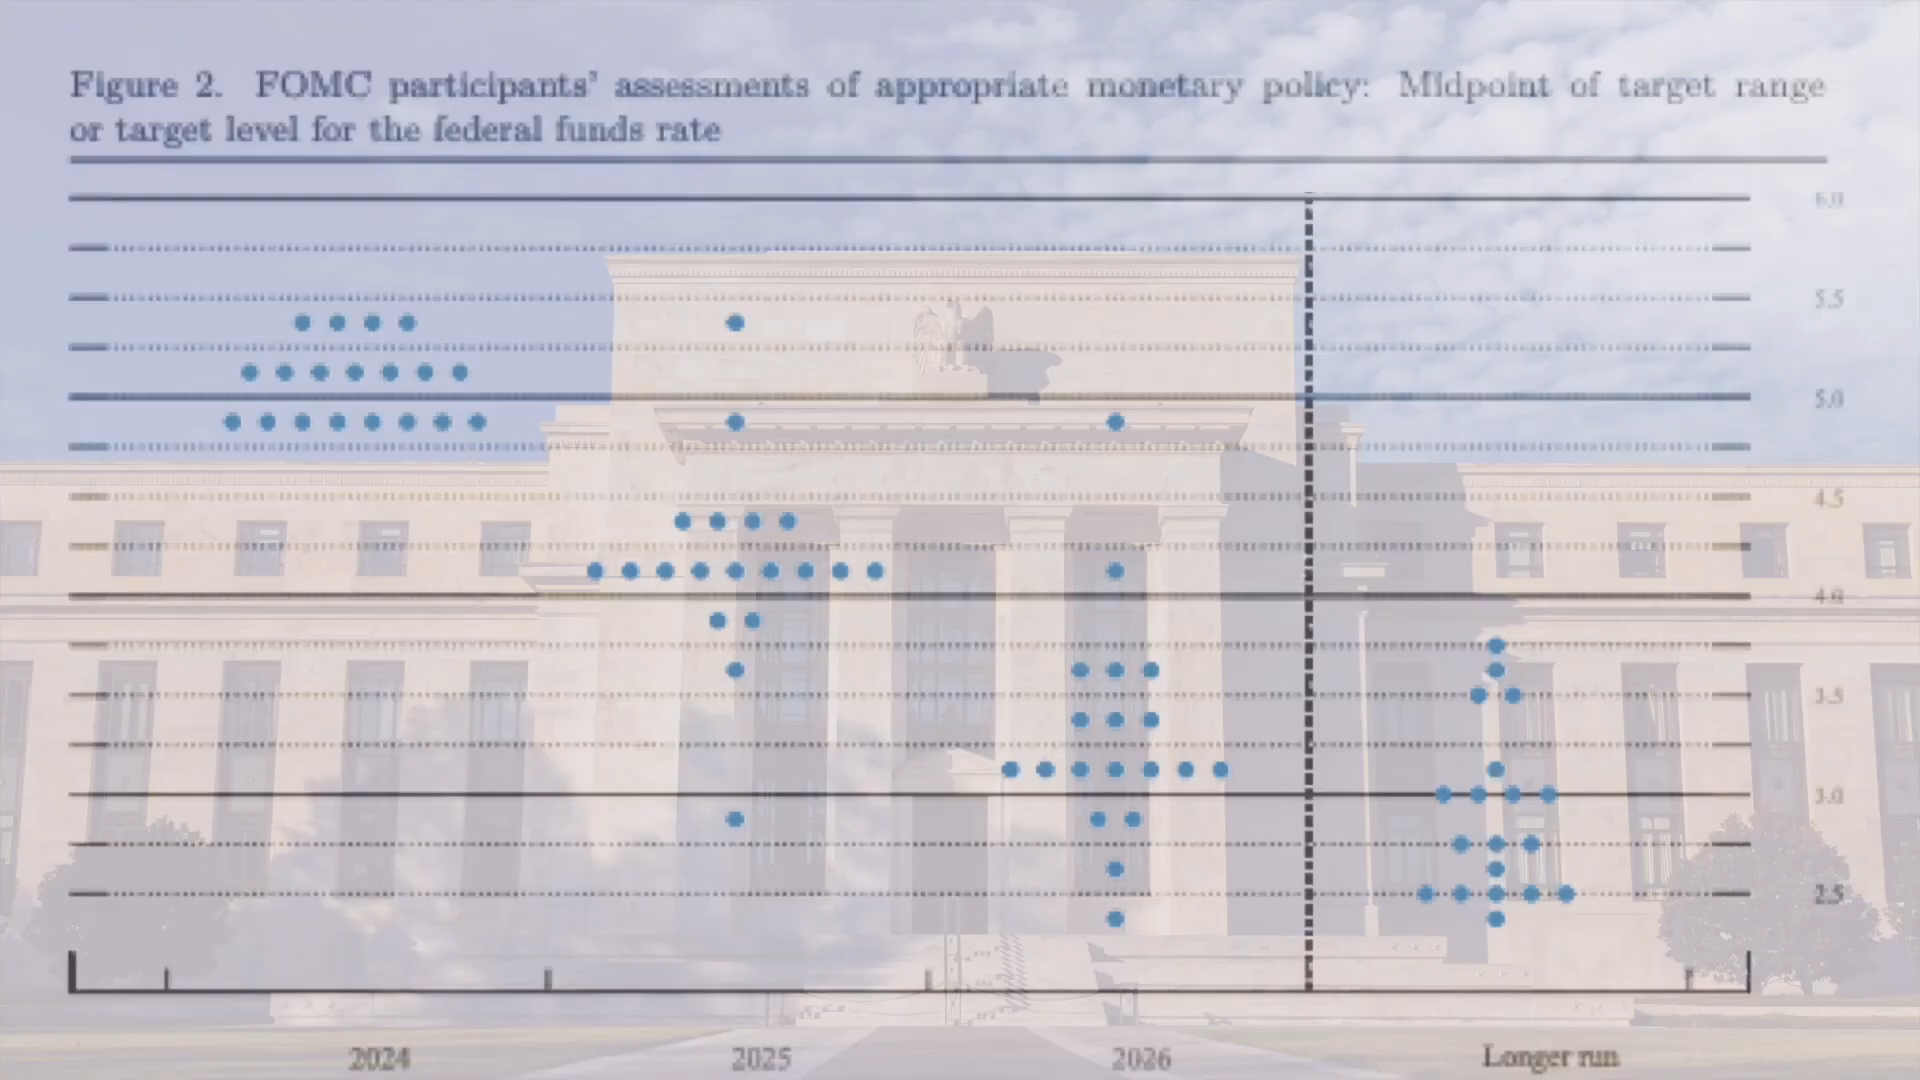 Figure 2. FOMC participants' assessments of appropriate monetary policy: Midpoint of target range
or target level for the federal funds rate
6.0
5.5
5.0
4.5
4.0
3.5
3.0
2.5
2024 2025 2026 Longer run